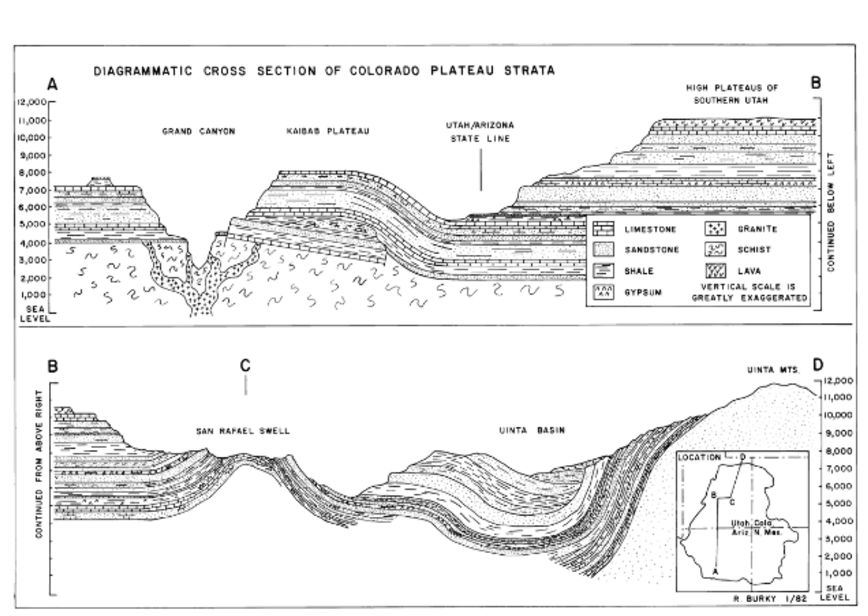 DIAGRAMMATIC CROSS SECTION OF COLORADO PLATEAU STRATA
A
B
HIGH PLATEAUS OF
SOUTHERN UTAH
GRAND CANYON
KAIBAB PLATEAU
UTAH/ARIZONA
STATE LINE
12,000
11,000
10,000
9,000
8,000
7,000
6,000
5,000
4,000
3,000
2,000
1,000
SEA
LEVEL
CONTINUED BELOW LEFT
LIMESTONE
GRANITE
SANDSTONE
SCHIST
SHALE
LAVA
GYPSUM
VERTICAL SCALE IS
GREATLY EXAGGERATED
B
C
D
UINTA MTS.
CONTINUED FROM ABOVE RIGHT
SAN RAFAEL SWELL
UINTA BASIN
12,000
11,000
10,000
9,000
8,000
7,000
6,000
5,000
4,000
3,000
2,000
1,000
SEA
LEVEL
LOCATION
D
B
C
Utah Colo.
Ariz. N. Mex.
A
R. BURKY 1/82